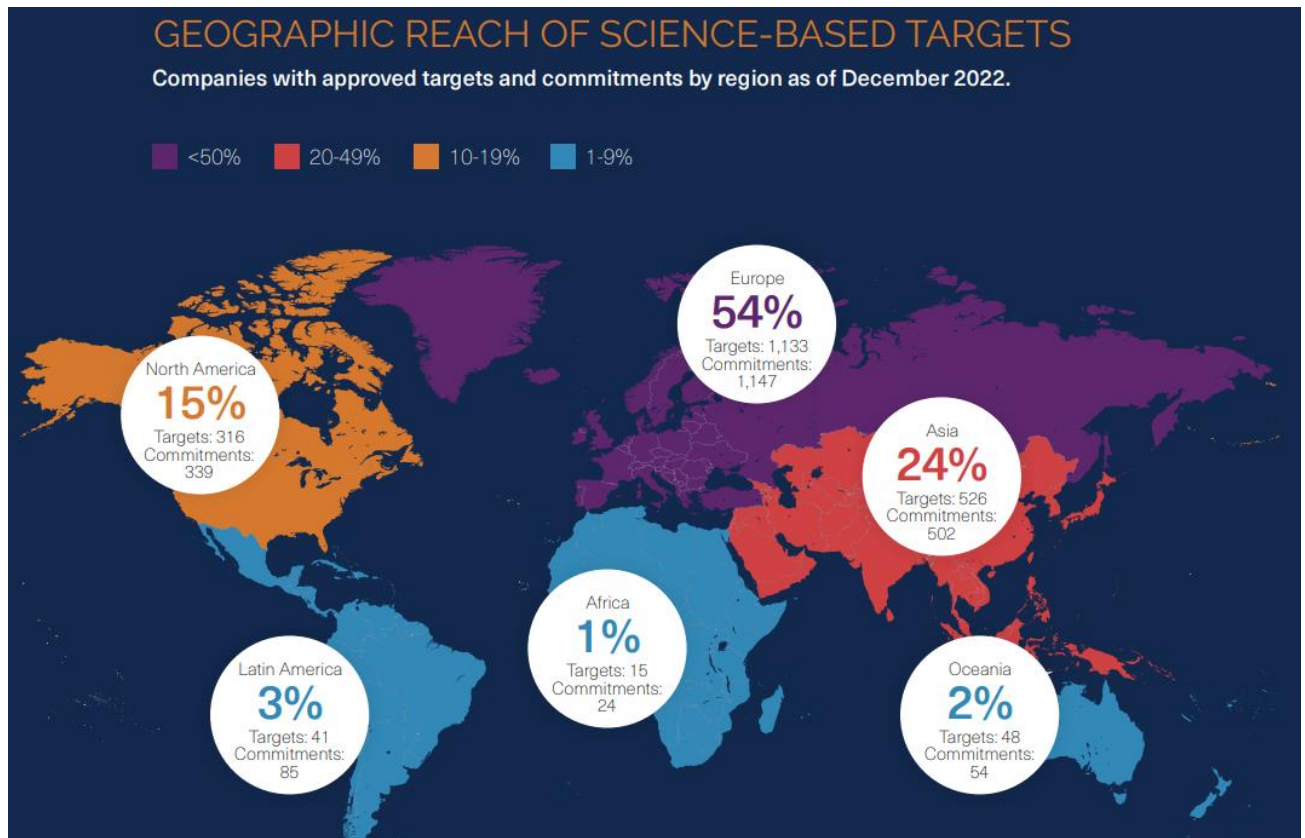 GEOGRAPHIC REACH OF SCIENCE-BASED TARGETS
Companies with approved targets and commitments by region as of December 2022.
<50%
20-49%
10-19%
1-9%
Europe
54%
Targets: 1,133
Commitments:
1,147
North America
15%
Targets: 316
Commitments:
339
Asia
24%
Targets: 526
Commitments:
502
Africa
1%
Targets: 15
Commitments:
24
Latin America
3%
Targets: 41
Commitments:
85
Oceania
2%
Targets: 48
Commitments:
54